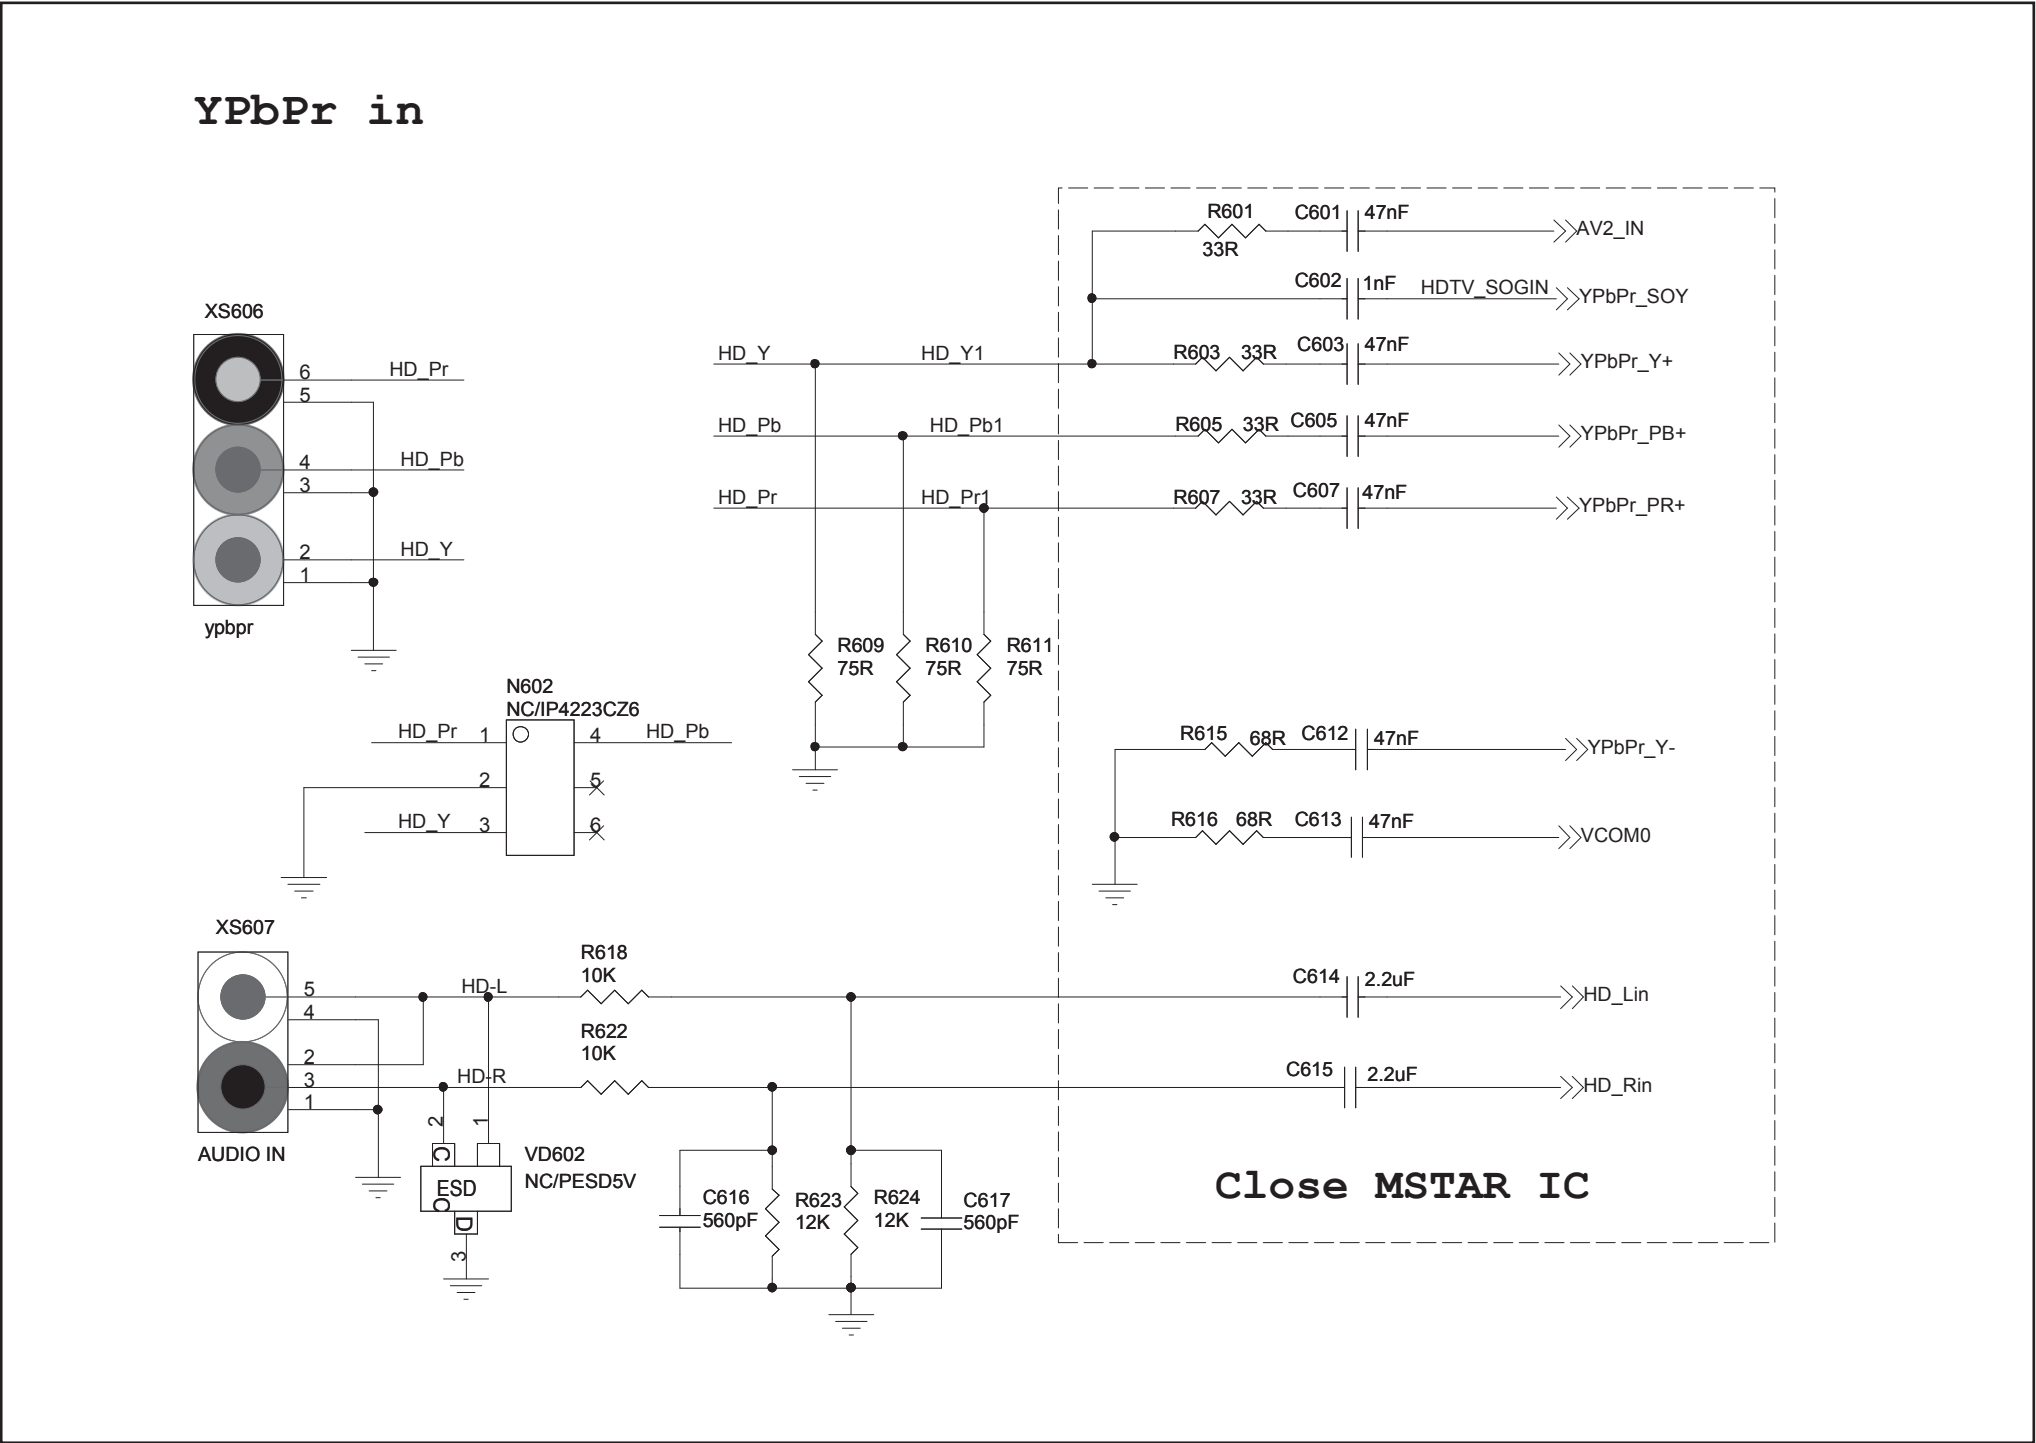 YPbPr in
R601
33R
C601
47nF
AV2_IN
C602
1nF
HDTV_SOGIN
YPbPr_SOY
XS606
6
HD_Pr
5
4
HD_Pb
3
2
HD_Y
1
ypbpr
HD_Y
HD_Y1
R603
33R
C603
47nF
YPbPr_Y+
HD_Pb
HD_Pb1
R605
33R
C605
47nF
YPbPr_PB+
HD_Pr
HD_Pr1
R607
33R
C607
47nF
YPbPr_PR+
R609
75R
R610
75R
R611
75R
N602
NC/IP4223CZ6
HD_Pr
1
4
HD_Pb
2
5
HD_Y
3
6
R615
68R
C612
47nF
YPbPr_Y-
R616
68R
C613
47nF
VCOM0
XS607
5
4
2
3
1
AUDIO IN
HD-L
R618
10K
C614
2.2uF
HD_Lin
HD-R
R622
10K
C615
2.2uF
HD_Rin
2
1
C
ESD
C
D
3
VD602
NC/PESD5V
C616
560pF
R623
12K
R624
12K
C617
560pF
Close MSTAR IC